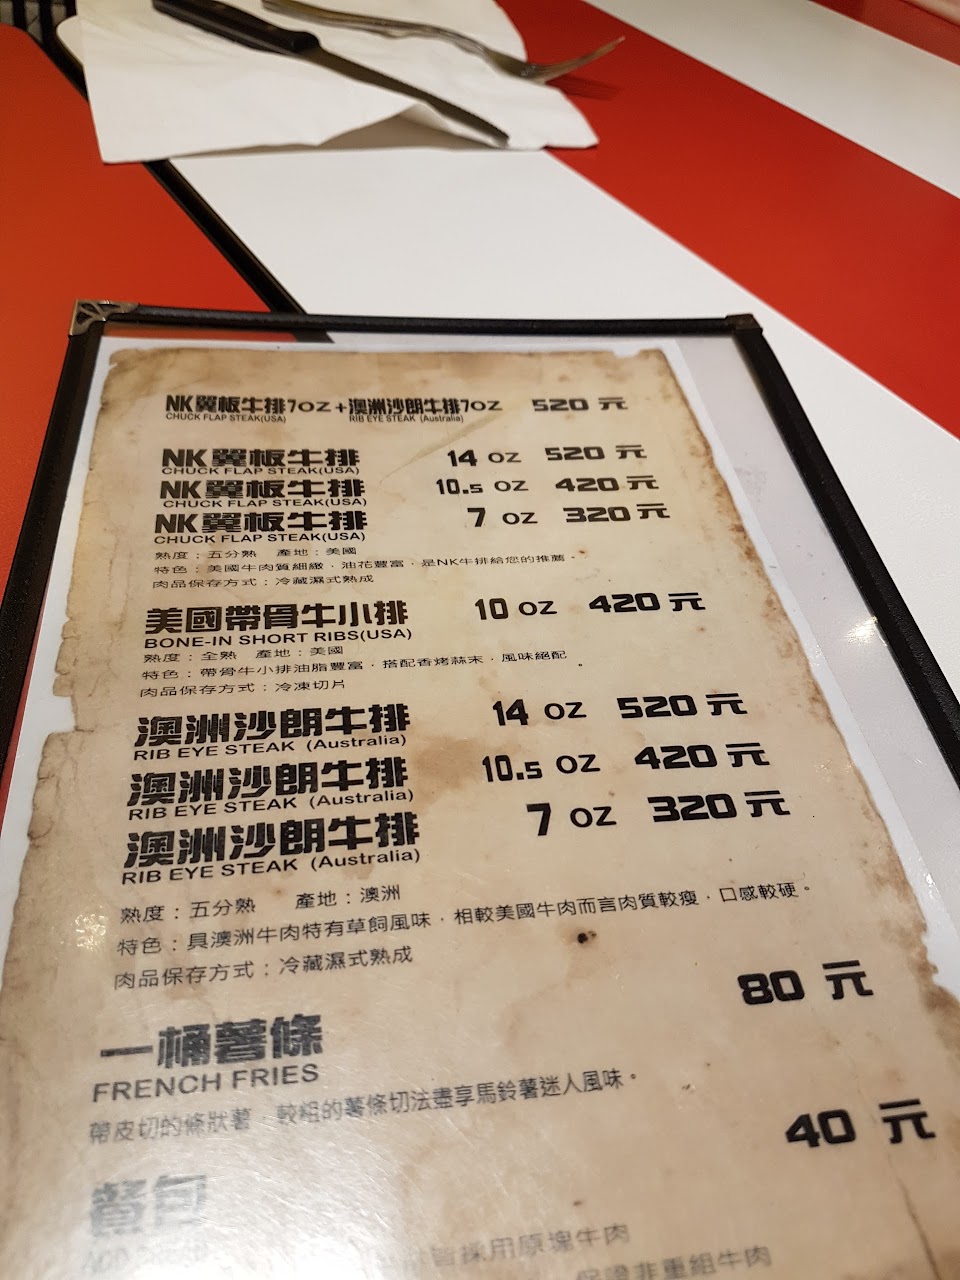 NK翼板牛排7OZ+澳洲沙朗牛排7OZ 520 元
CHUCK FLAP STEAK(USA) RIB EYE STEAK (Australia)
NK翼板牛排 14 OZ 520 元
CHUCK FLAP STEAK(USA)
NK翼板牛排 10.5 OZ 420 元
CHUCK FLAP STEAK(USA)
NK翼板牛排 7 OZ 320 元
CHUCK FLAP STEAK(USA)
熟度：五分熟 產地：美國
特色：美國牛肉質細緻，油花豐富，是NK牛排給您的推薦。
肉品保存方式：冷藏濕式熟成
美國帶骨牛小排 10 OZ 420 元
BONE-IN SHORT RIBS(USA)
熟度：全熟 產地：美國
特色：帶骨牛小排油脂豐富，搭配香烤蒜末，風味絕配。
肉品保存方式：冷凍切片
澳洲沙朗牛排 14 OZ 520 元
RIB EYE STEAK (Australia)
澳洲沙朗牛排 10.5 OZ 420 元
RIB EYE STEAK (Australia)
澳洲沙朗牛排 7 OZ 320 元
RIB EYE STEAK (Australia)
熟度：五分熟 產地：澳洲
特色：具澳洲牛肉特有草飼風味，相較美國牛肉而言肉質較瘦，口感較硬。
肉品保存方式：冷藏濕式熟成
一桶薯條 80 元
FRENCH FRIES
帶皮切的條狀薯，較粗的薯條切法盡享馬鈴薯迷人風味。
餐包 40 元
皆採用原塊牛肉
保證非重組牛肉